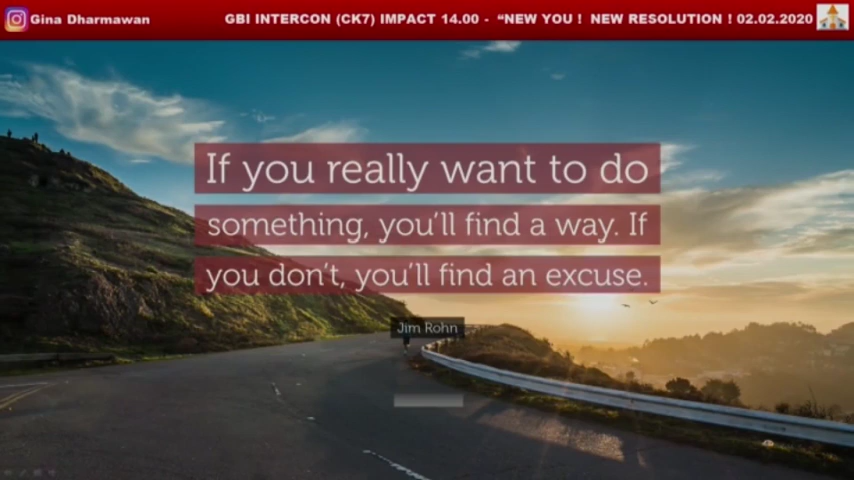 Gina Dharmawan
GBI INTERCON (CK7) IMPACT 14.00 - “NEW YOU ! NEW RESOLUTION ! 02.02.2020
If you really want to do
something, you’ll find a way. If
you don’t, you’ll find an excuse.
Jim Rohn